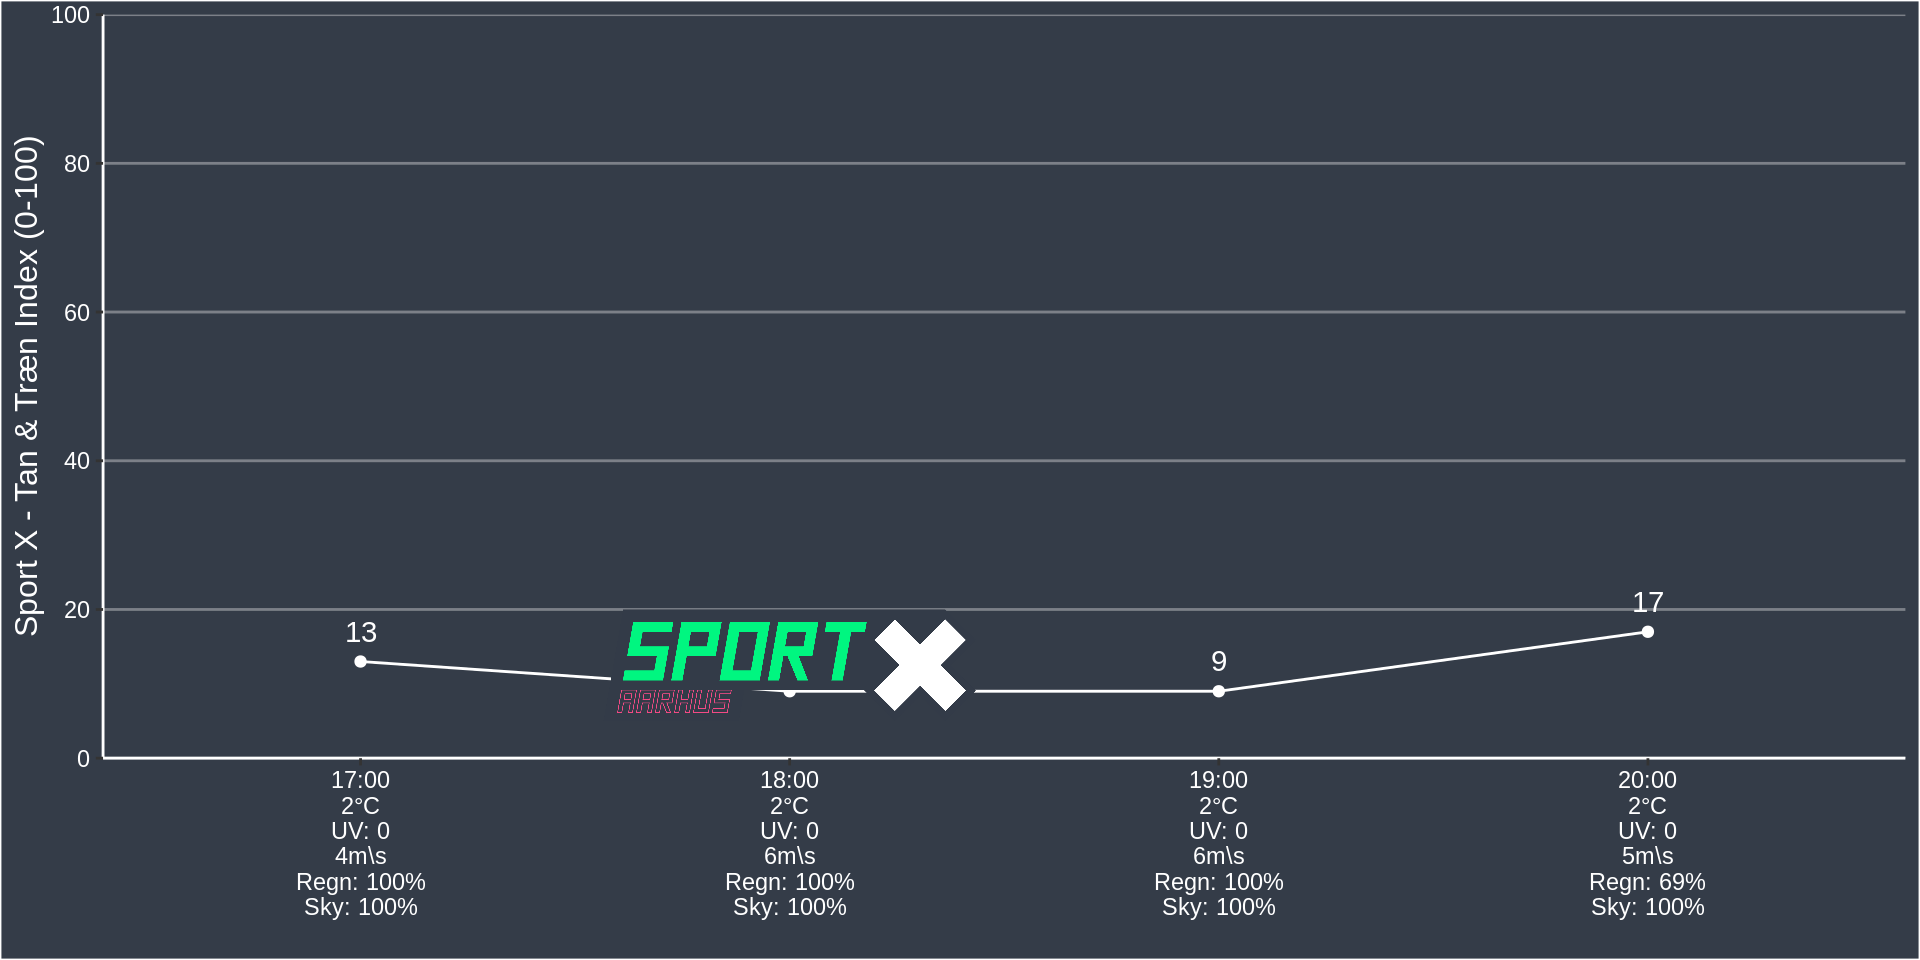 Sport X - Tan & Træn Index (0-100)
100
80
60
40
20
0
13
SPORT X
AARHUS
9
17
17:00
2°C
UV: 0
4m\s
Regn: 100%
Sky: 100%
18:00
2°C
UV: 0
6m\s
Regn: 100%
Sky: 100%
19:00
2°C
UV: 0
6m\s
Regn: 100%
Sky: 100%
20:00
2°C
UV: 0
5m\s
Regn: 69%
Sky: 100%